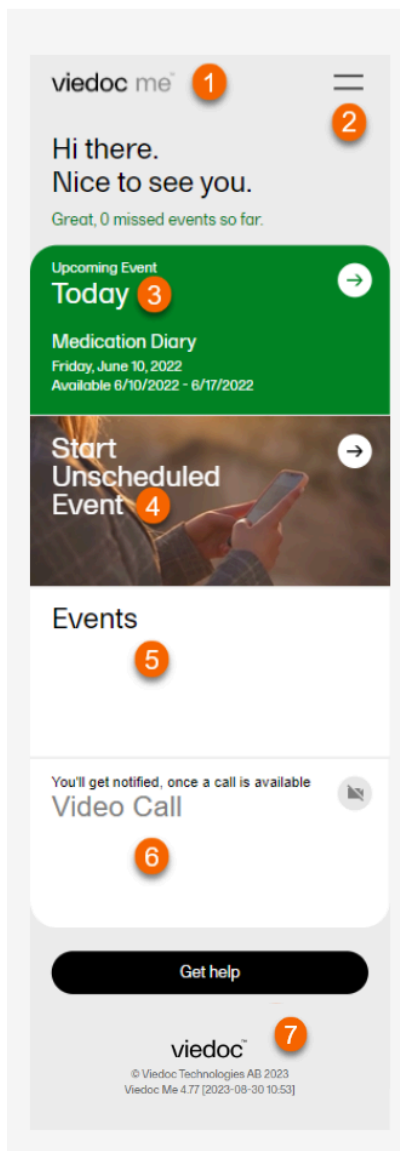 viedoc me™ 1
2
Hi there.
Nice to see you.
Great, 0 missed events so far.
Upcoming Event
Today 3
Medication Diary
Friday, June 10, 2022
Available 6/10/2022 - 6/17/2022
Start
Unscheduled
Event 4
Events
5
You'll get notified, once a call is available
Video Call
6
Get help
7
viedoc™
© Viedoc Technologies AB 2023
Viedoc Me 4.77 [2023-08-30 10:53]